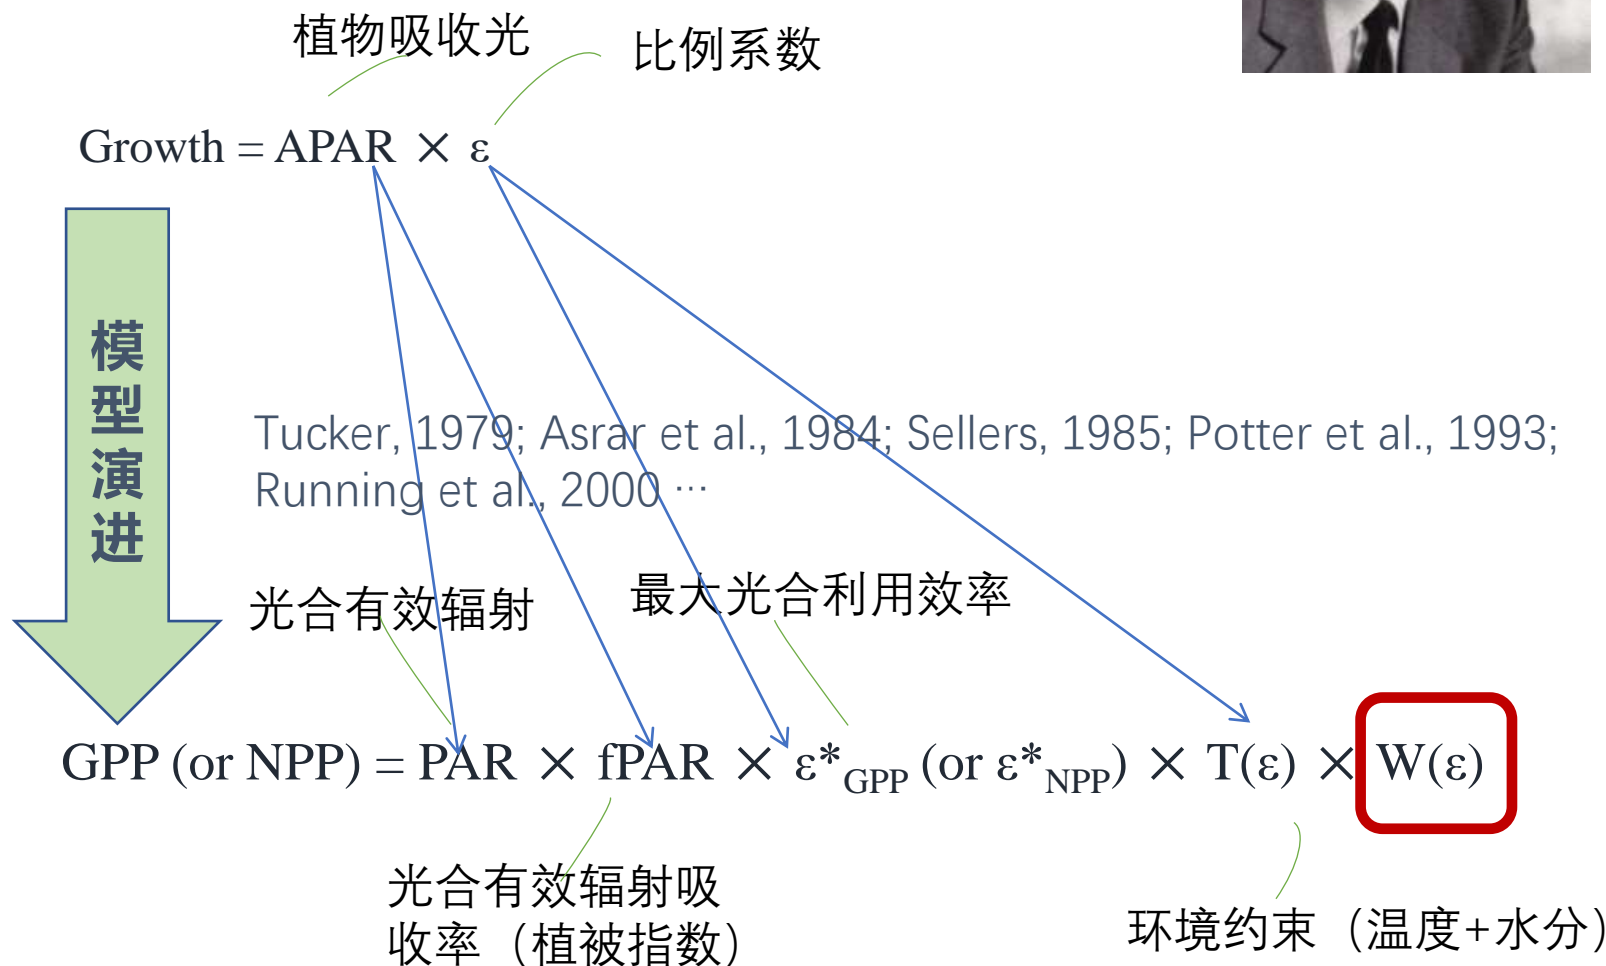 植物吸收光
比例系数
Growth = APAR × ε
模型演进
Tucker, 1979; Asrar et al., 1984; Sellers, 1985; Potter et al., 1993;
Running et al., 2000 …
光合有效辐射
最大光合利用效率
GPP (or NPP) = PAR × fPAR × ε*GPP (or ε*NPP) × T(ε) × W(ε)
光合有效辐射吸
收率（植被指数）
环境约束（温度+水分）